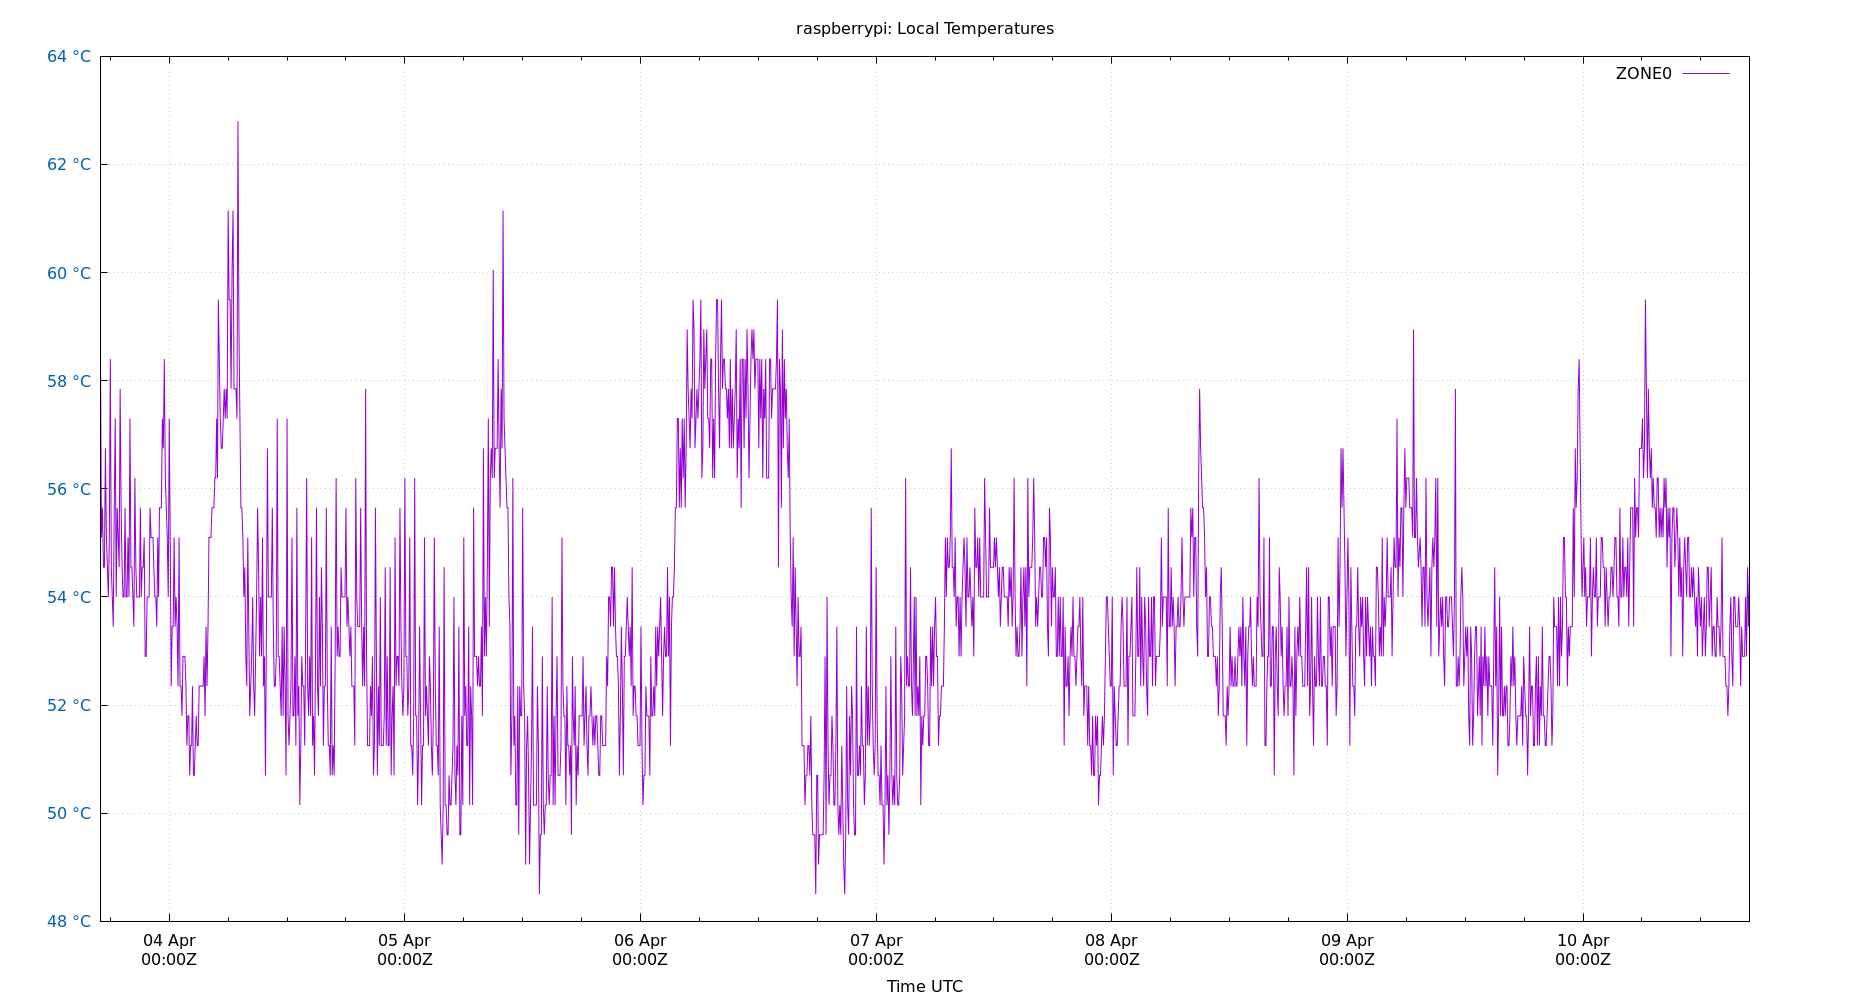 raspberrypi: Local Temperatures
64 °C
ZONE0
62 °C
60 °C
58 °C
56 °C
54 °C
52 °C
50 °C
48 °C
04 Apr 05 Apr 06 Apr 07 Apr 08 Apr 09 Apr 10 Apr
00:00Z 00:00Z 00:00Z 00:00Z 00:00Z 00:00Z 00:00Z
Time UTC